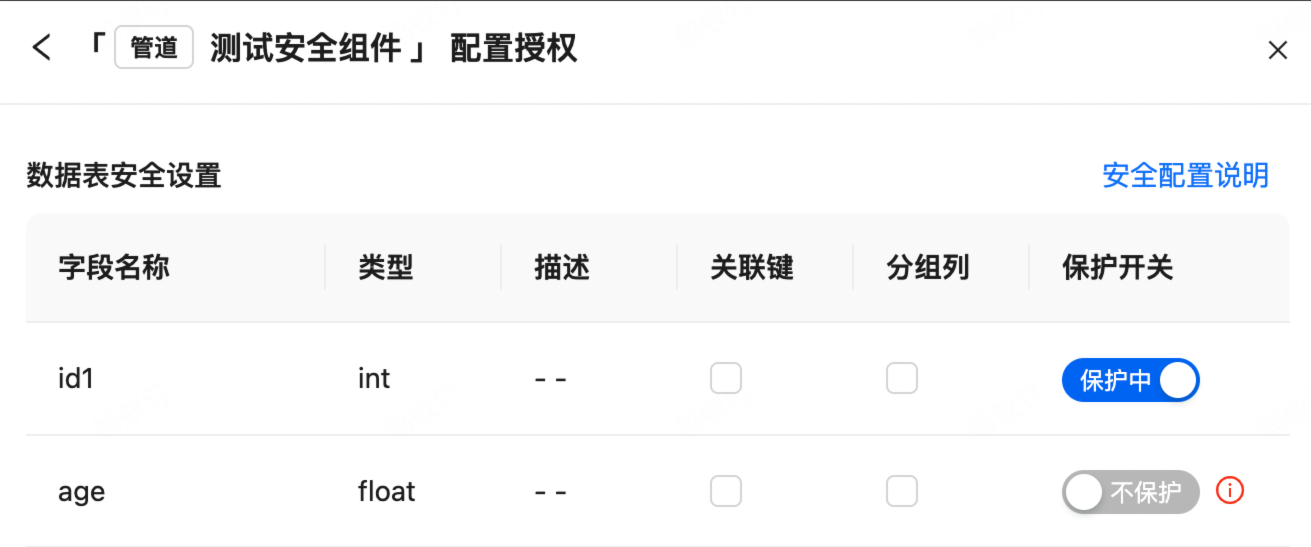 「 管道 测试安全组件 」 配置授权
数据表安全设置 安全配置说明
字段名称 类型 描述 关联键 分组列 保护开关
id1 int - - 保护中
age float - - 不保护